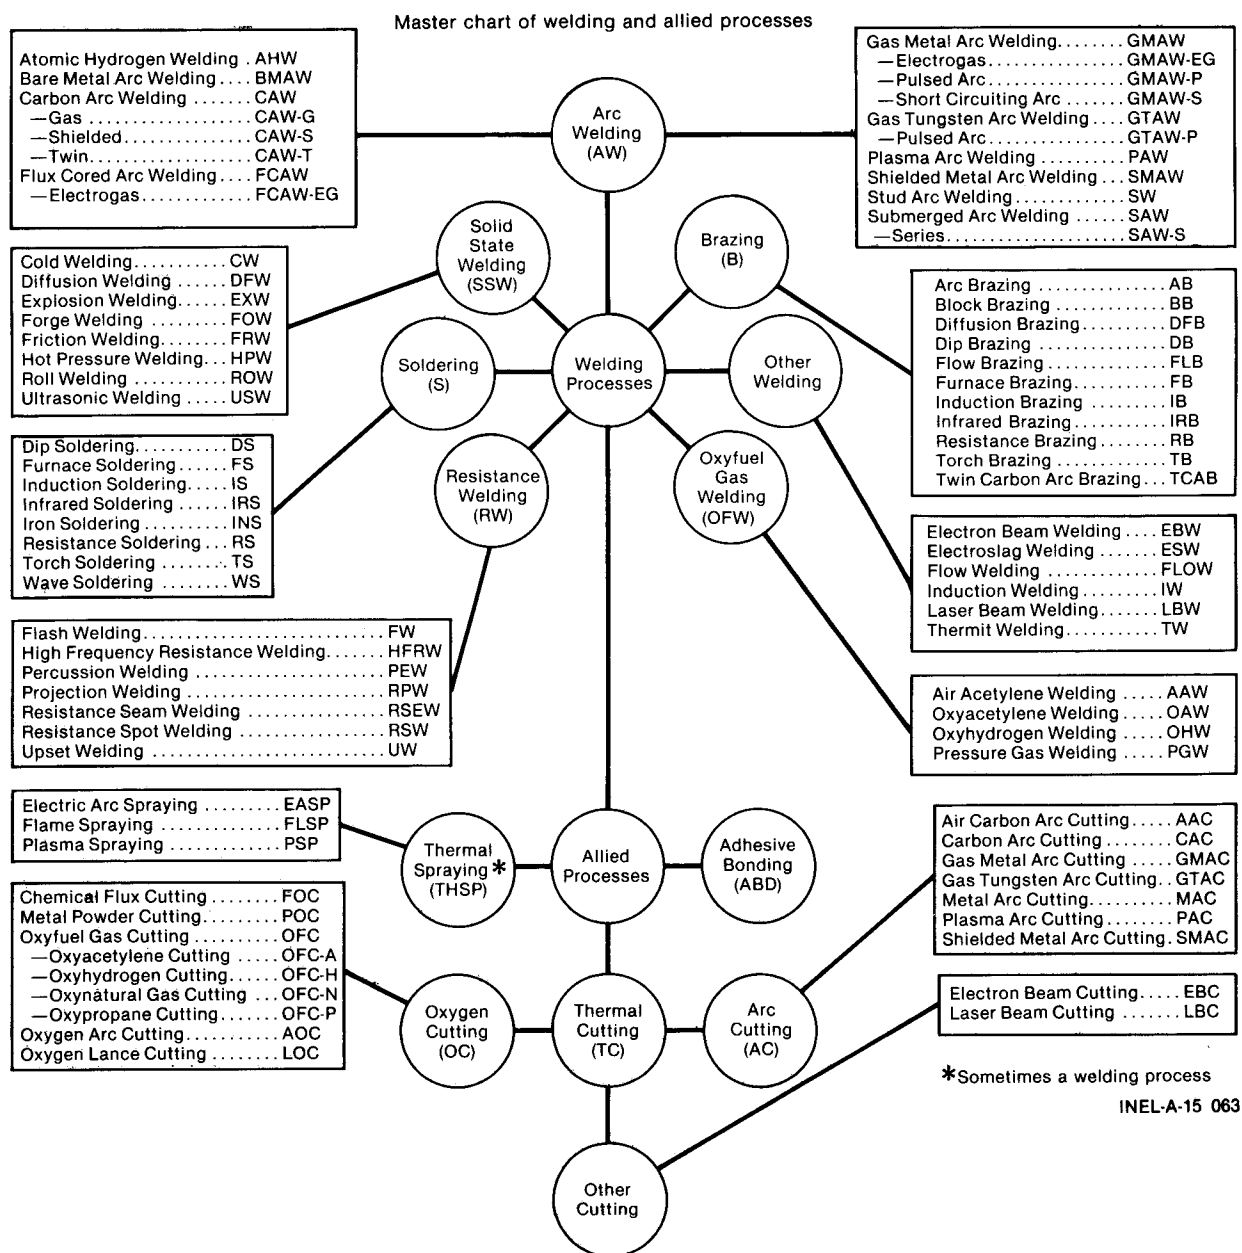 Master chart of welding and allied processes
Atomic Hydrogen Welding . AHW
Bare Metal Arc Welding .... BMAW
Carbon Arc Welding ....... CAW
—Gas .................. CAW-G
—Shielded.............. CAW-S
—Twin.................. CAW-T
Flux Cored Arc Welding .... FCAW
—Electrogas............. FCAW-EG
Arc
Welding
(AW)
Gas Metal Arc Welding........ GMAW
—Electrogas.............. GMAW-EG
—Pulsed Arc.............. GMAW-P
—Short Circuiting Arc ...... GMAW-S
Gas Tungsten Arc Welding .... GTAW
—Pulsed Arc.............. GTAW-P
Plasma Arc Welding .......... PAW
Shielded Metal Arc Welding ... SMAW
Stud Arc Welding ............. SW
Submerged Arc Welding ...... SAW
—Series................... SAW-S
Solid
State
Welding
(SSW)
Brazing
(B)
Cold Welding........... CW
Diffusion Welding ...... DFW
Explosion Welding...... EXW
Forge Welding ......... FOW
Friction Welding........ FRW
Hot Pressure Welding... HPW
Roll Welding ........... ROW
Ultrasonic Welding ..... USW
Arc Brazing ............... AB
Block Brazing ............. BB
Diffusion Brazing.......... DFB
Dip Brazing ............... DB
Flow Brazing .............. FLB
Furnace Brazing ........... FB
Induction Brazing .......... IB
Infrared Brazing ........... IRB
Resistance Brazing ........ RB
Torch Brazing ............. TB
Twin Carbon Arc Brazing... TCAB
Soldering
(S)
Welding
Processes
Other
Welding
Dip Soldering........... DS
Furnace Soldering...... FS
Induction Soldering..... IS
Infrared Soldering ...... IRS
Iron Soldering .......... INS
Resistance Soldering ... RS
Torch Soldering ........ TS
Wave Soldering ........ WS
Resistance
Welding
(RW)
Oxyfuel
Gas
Welding
(OFW)
Electron Beam Welding .... EBW
Electroslag Welding ....... ESW
Flow Welding ............. FLOW
Induction Welding ......... IW
Laser Beam Welding....... LBW
Thermit Welding........... TW
Flash Welding............................ FW
High Frequency Resistance Welding....... HFRW
Percussion Welding ...................... PEW
Projection Welding ....................... RPW
Resistance Seam Welding ................ RSEW
Resistance Spot Welding ................. RSW
Upset Welding ........................... UW
Air Acetylene Welding ..... AAW
Oxyacetylene Welding ..... OAW
Oxyhydrogen Welding ..... OHW
Pressure Gas Welding ..... PGW
Electric Arc Spraying ......... EASP
Flame Spraying .............. FLSP
Plasma Spraying ............. PSP
Thermal
Spraying*
(THSP)
Allied
Processes
Adhesive
Bonding
(ABD)
Air Carbon Arc Cutting ..... AAC
Carbon Arc Cutting ........ CAC
Gas Metal Arc Cutting ..... GMAC
Gas Tungsten Arc Cutting.. GTAC
Metal Arc Cutting.......... MAC
Plasma Arc Cutting ........ PAC
Shielded Metal Arc Cutting. SMAC
Chemical Flux Cutting ....... FOC
Metal Powder Cutting........ POC
Oxyfuel Gas Cutting .......... OFC
—Oxyacetylene Cutting ..... OFC-A
—Oxyhydrogen Cutting...... OFC-H
—Oxynatural Gas Cutting ... OFC-N
—Oxypropane Cutting....... OFC-P
Oxygen Arc Cutting........... AOC
Oxygen Lance Cutting ........ LOC
Oxygen
Cutting
(OC)
Thermal
Cutting
(TC)
Arc
Cutting
(AC)
Electron Beam Cutting..... EBC
Laser Beam Cutting ....... LBC
*Sometimes a welding process
INEL-A-15 063
Other
Cutting